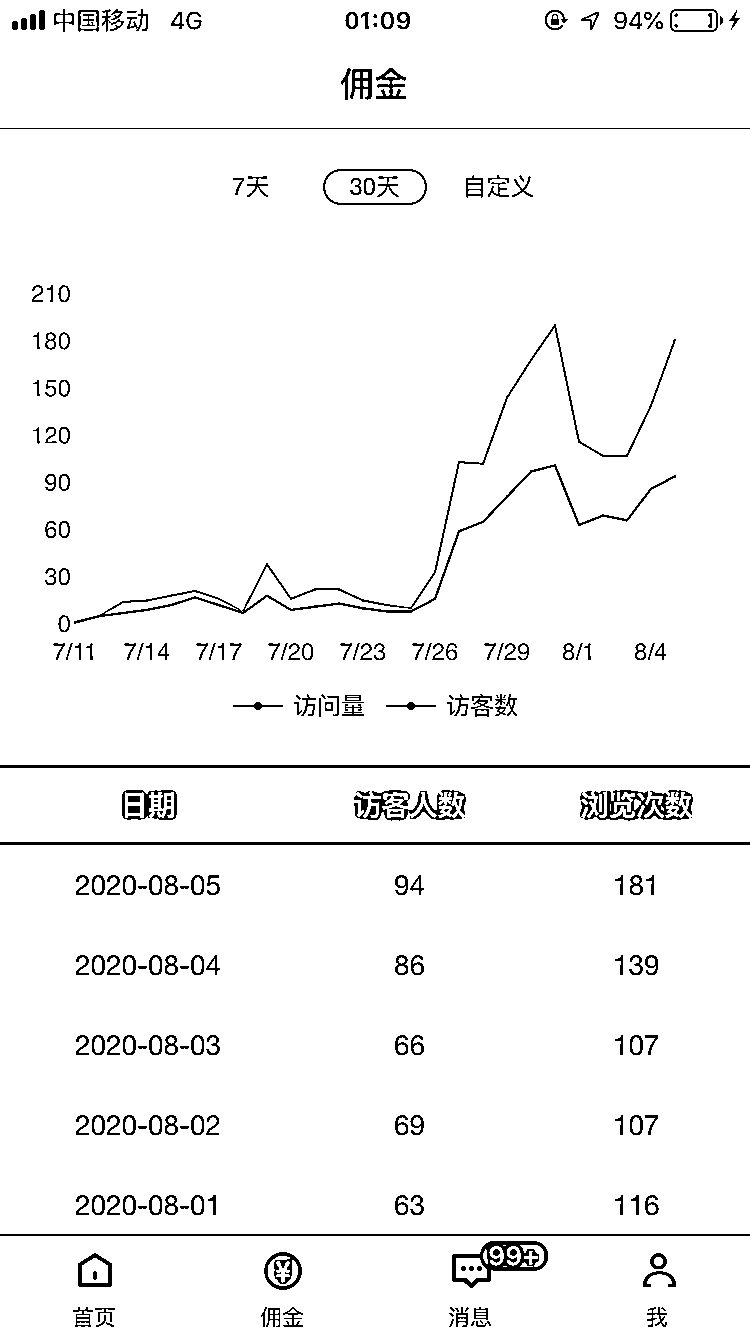 中国移动 4G 01:09 94%
佣金
7天 30天 自定义
210
180
150
120
90
60
30
0
7/11 7/14 7/17 7/20 7/23 7/26 7/29 8/1 8/4
访问量 访客数
日期 访客人数 浏览次数
2020-08-05 94 181
2020-08-04 86 139
2020-08-03 66 107
2020-08-02 69 107
2020-08-01 63 116
99+
首页 佣金 消息 我